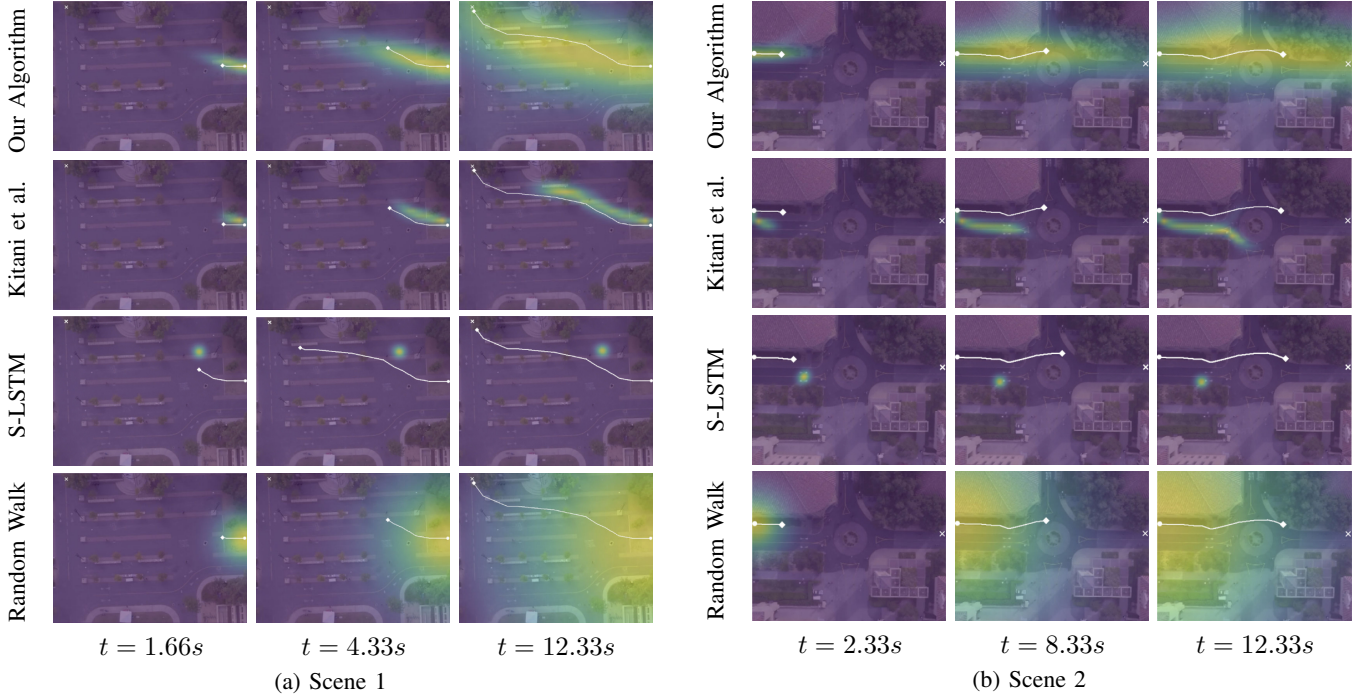 Our Algorithm
Kitani et al.
S-LSTM
Random Walk
t = 1.66s
t = 4.33s
t = 12.33s
(a) Scene 1
Our Algorithm
Kitani et al.
S-LSTM
Random Walk
t = 2.33s
t = 8.33s
t = 12.33s
(b) Scene 2